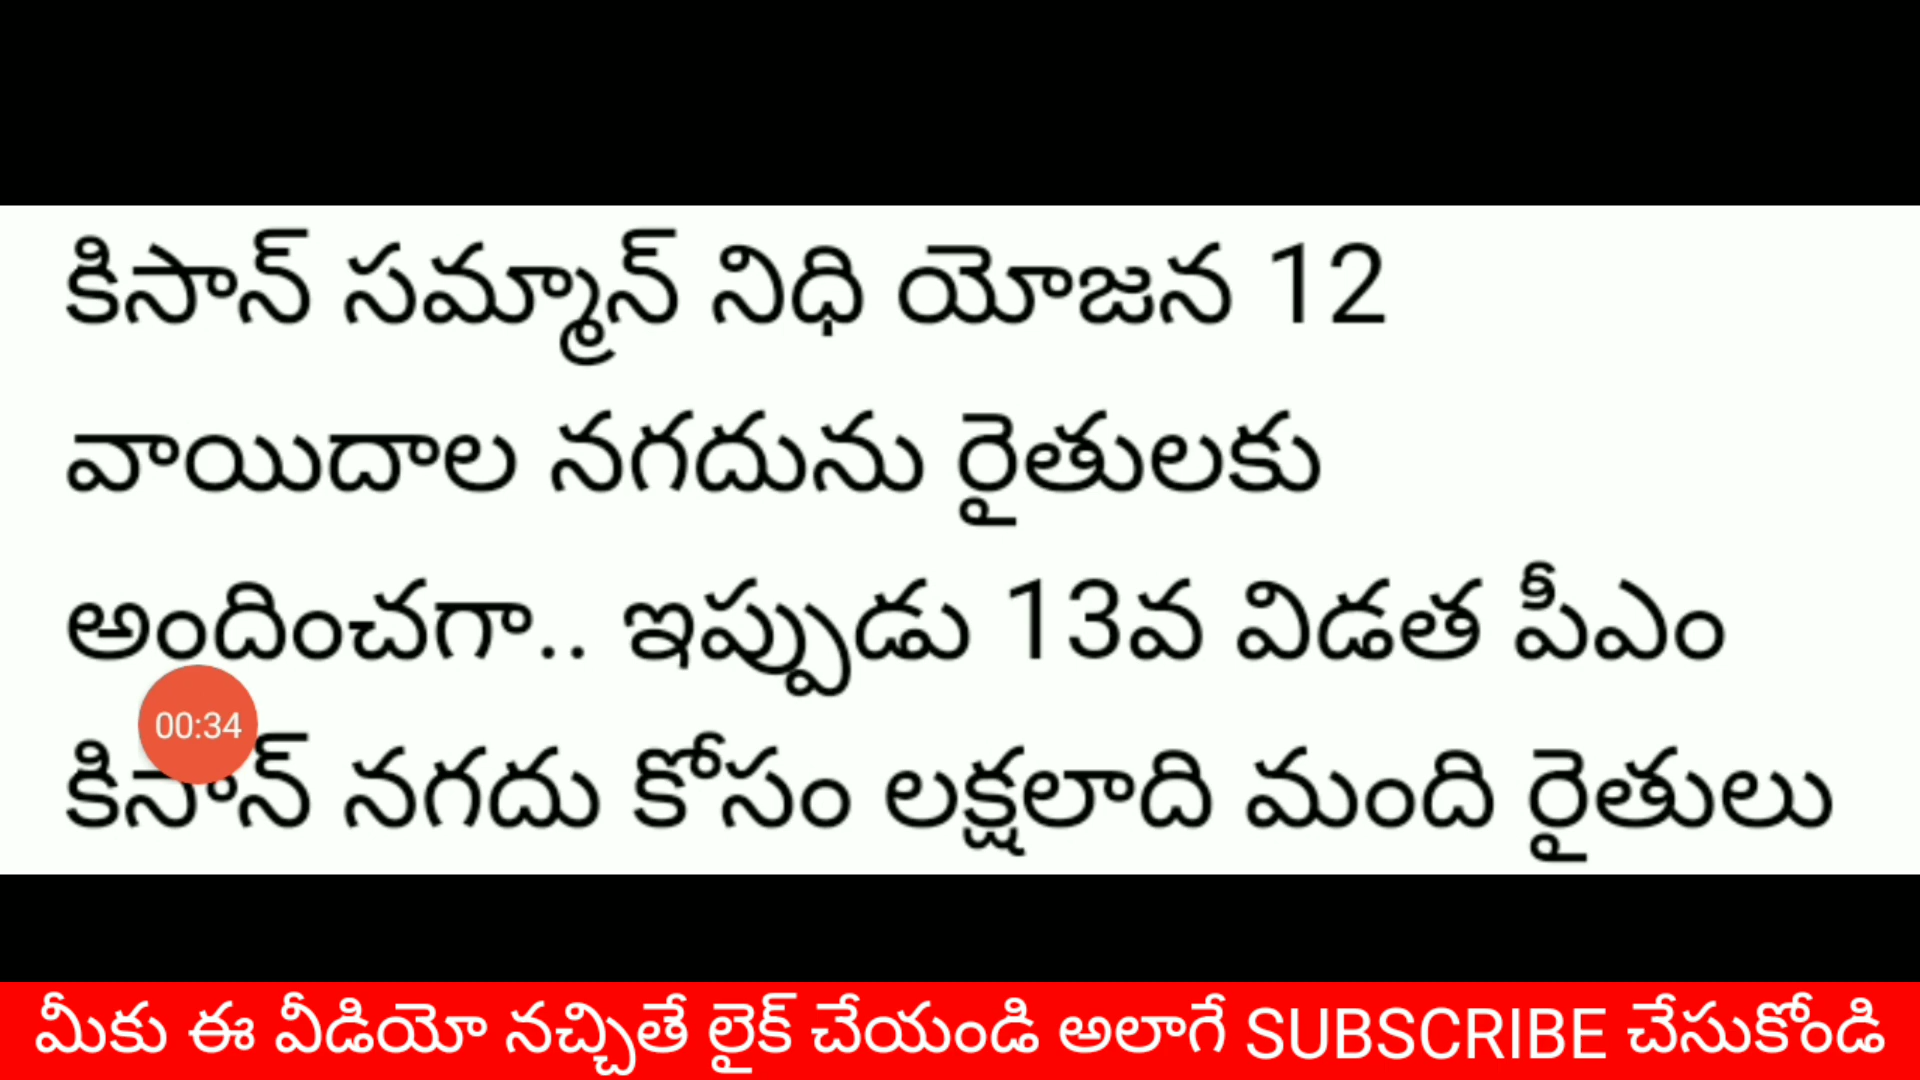 కిసాన్ సమ్మాన్ నిధి యోజన 12
వాయిదాల నగదును రైతులకు
అందించగా.. ఇప్పుడు 13వ విడత పీఎం
00:34
కిసాన్ నగదు కోసం లక్షలాది మంది రైతులు
మీకు ఈ వీడియో నచ్చితే లైక్ చేయండి అలాగే SUBSCRIBE చేసుకోండి